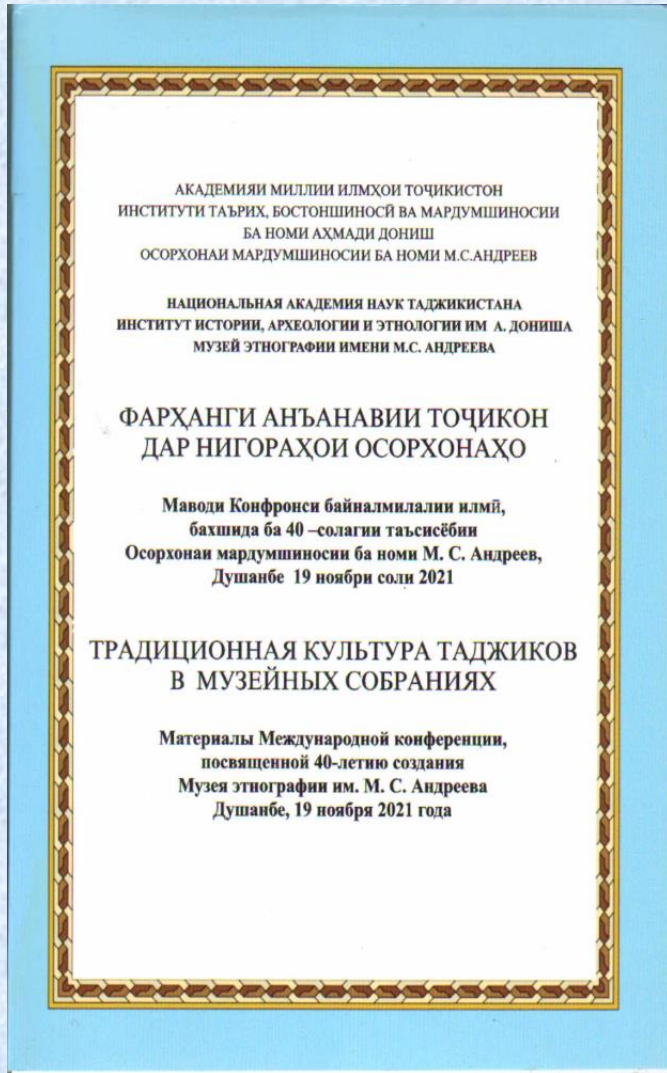 АКАДЕМИЯИ МИЛЛИИ ИЛМҲОИ ТОҶИКИСТОН
ИНСТИТУТИ ТАЪРИХ, БОСТОНШИНОСӢ ВА МАРДУМШИНОСИИ
БА НОМИ АҲМАДИ ДОНИШ
ОСОРХОНАИ МАРДУМШИНОСИИ БА НОМИ М.С.АНДРЕЕВ
НАЦИОНАЛЬНАЯ АКАДЕМИЯ НАУК ТАДЖИКИСТАНА
ИНСТИТУТ ИСТОРИИ, АРХЕОЛОГИИ И ЭТНОЛОГИИ ИМ А. ДОНИША
МУЗЕЙ ЭТНОГРАФИИ ИМЕНИ М.С. АНДРЕЕВА
ФАРҲАНГИ АНЪАНАВИИ ТОҶИКОН
ДАР НИГОРАҲОИ ОСОРХОНАҲО
Маводи Конфронси байналмилалии илмӣ,
бахшида ба 40 –солагии таъсисёбии
Осорхонаи мардумшиносии ба номи М. С. Андреев,
Душанбе 19 ноябри соли 2021
ТРАДИЦИОННАЯ КУЛЬТУРА ТАДЖИКОВ
В МУЗЕЙНЫХ СОБРАНИЯХ
Материалы Международной конференции,
посвященной 40-летию создания
Музея этнографии им. М. С. Андреева
Душанбе, 19 ноября 2021 года